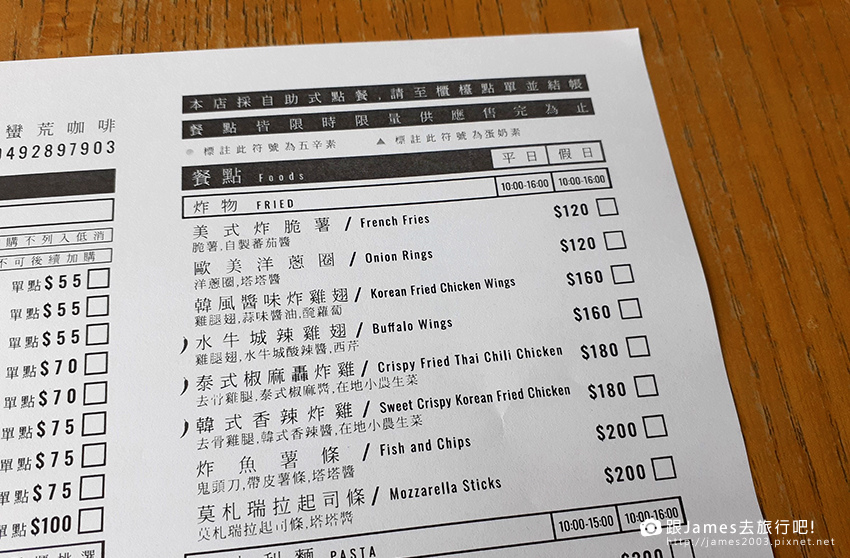 蠻荒咖啡
0492897903
購不列入低消
不可後續加購
單點 $55
單點 $55
單點 $55
單點 $70
單點 $70
單點 $75
單點 $75
單點 $75
單點 $100
本店採自助式點餐,請至櫃檯點單並結帳
餐點皆限時限量供應售完為止
● 標註此符號為五辛素 ▲ 標註此符號為蛋奶素
餐點 Foods 平日 假日
炸物 FRIED 10:00-16:00 10:00-16:00
美式炸脆薯 / French Fries $120
脆薯,自製蕃茄醬
歐美洋蔥圈 / Onion Rings $120
洋蔥圈,塔塔醬
韓風醬味炸雞翅 / Korean Fried Chicken Wings $160
雞腿翅,蒜味醬油,醃蘿蔔
水牛城辣雞翅 / Buffalo Wings $160
雞腿翅,水牛城酸辣醬,西芹
泰式椒麻轟炸雞 / Crispy Fried Thai Chili Chicken $180
去骨雞腿,泰式椒麻醬,在地小農生菜
韓式香辣炸雞 / Sweet Crispy Korean Fried Chicken $180
去骨雞腿,韓式香辣醬,在地小農生菜
炸魚薯條 / Fish and Chips $200
鬼頭刀,帶皮薯條,塔塔醬
莫札瑞拉起司條 / Mozzarella Sticks $200
莫札瑞拉起司條,塔塔醬
PASTA 10:00-15:00 10:00-16:00
跟James去旅行吧!
http://james2003.pixnet.net